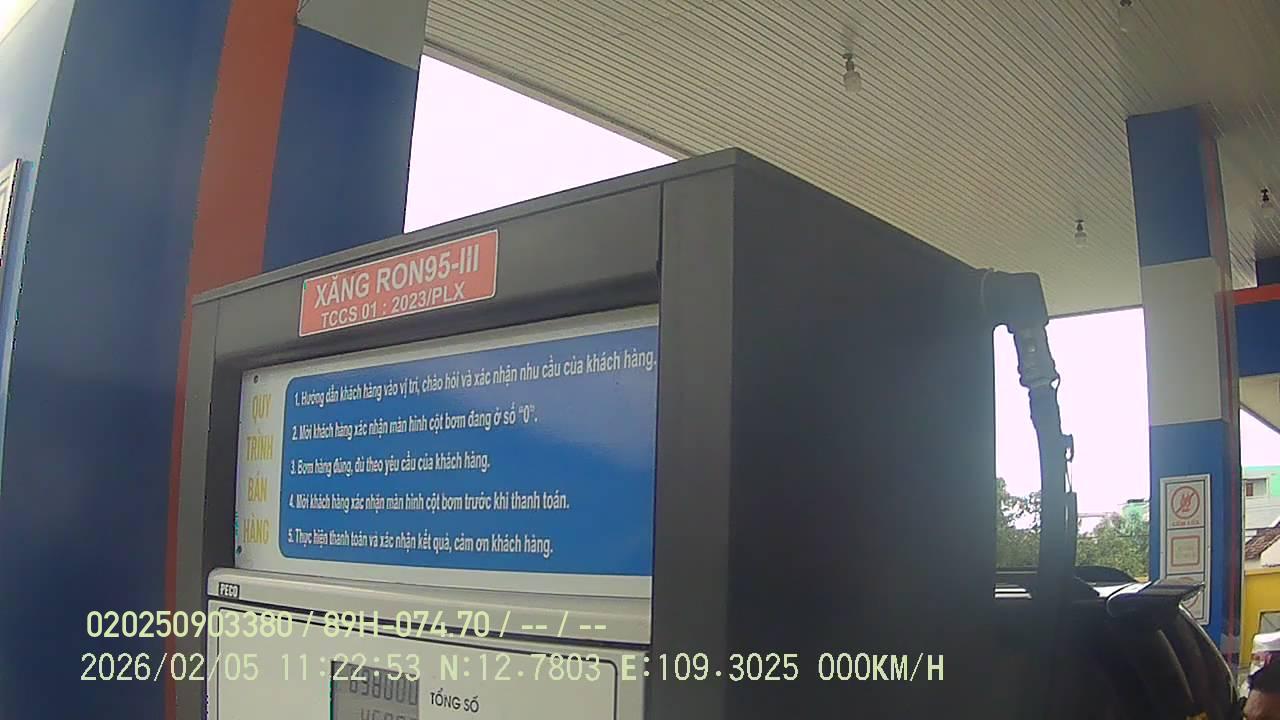 XĂNG RON95-III
TCCS 01 : 2023/PLX
QUY TRÌNH BÁN HÀNG
1. Hướng dẫn khách hàng vào vị trí, chào hỏi và xác nhận nhu cầu của khách hàng.
2. Mời khách hàng xác nhận màn hình cột bơm đang ở số “0”.
3. Bơm hàng đúng, đủ theo yêu cầu của khách hàng.
4. Mời khách hàng xác nhận màn hình cột bơm trước khi thanh toán.
5. Thực hiện thanh toán và xác nhận kết quả, cảm ơn khách hàng.
PECO
020250903380 / 89H-074.70 / -- / --
2026/02/05 11:22:53 N:12.7803 E:109.3025 000KM/H
TỔNG SỐ
CẤM LỬA